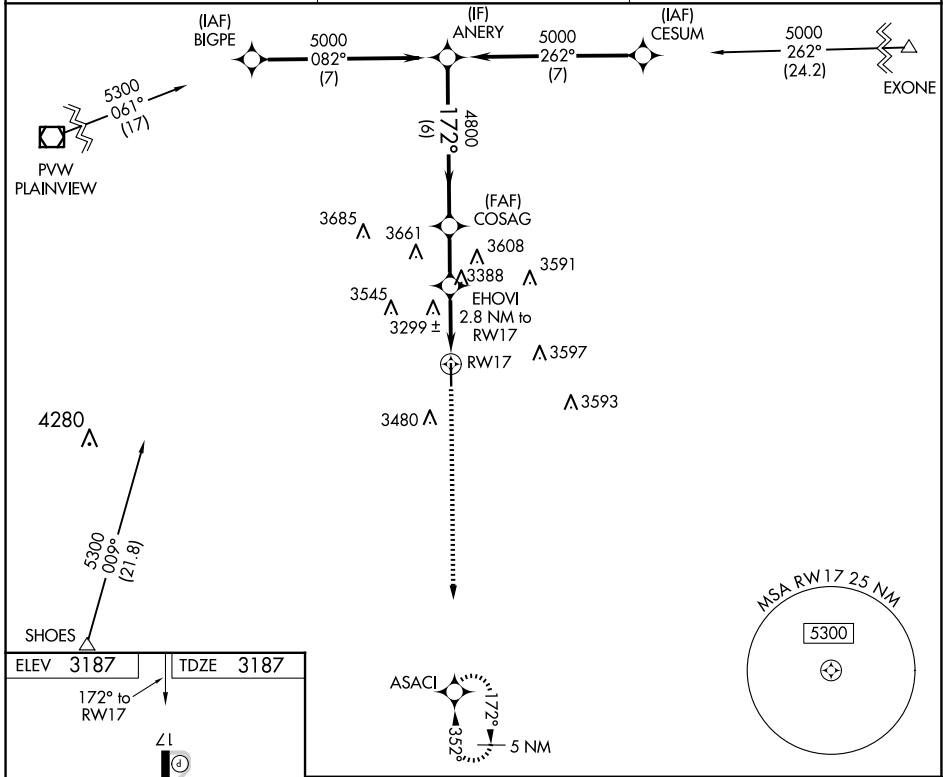 (IAF)
BIGPE
(IF)
ANERY
(IAF)
CESUM
5000
082°
(7)
5000
262°
(7)
5000
262°
(24.2)
EXONE
5300
061°
(17)
PVW
PLAINVIEW
4800
172°
(6)
(FAF)
COSAG
3685
3661
3608
3388
3591
3545
3299 ±
EHOVI
2.8 NM to
RW17
3597
RW17
3480
3593
4280
5300
009°
(21.8)
SHOES
MSA RW17 25 NM
5300
ELEV 3187
TDZE 3187
172° to
RW17
17
P
ASACI
172°
352°
5 NM